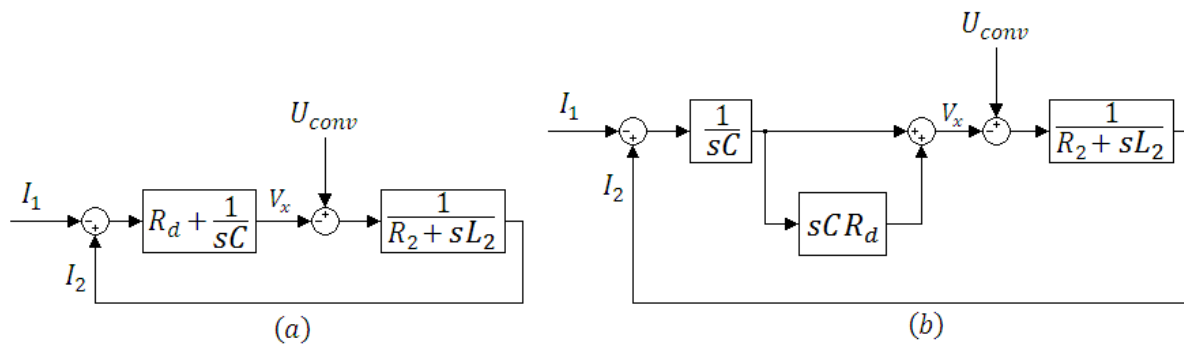 U_conv
I_1
R_d + 1/sC
V_x
1/(R_2 + sL_2)
I_2
(a)
U_conv
I_1
1/sC
V_x
1/(R_2 + sL_2)
I_2
sCR_d
(b)